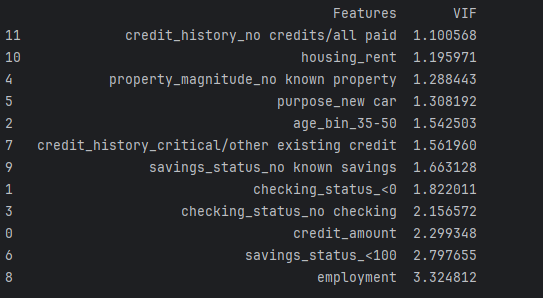 Features VIF
11 credit_history_no credits/all paid 1.100568
10 housing_rent 1.195971
4 property_magnitude_no known property 1.288443
5 purpose_new car 1.308192
2 age_bin_35-50 1.542503
7 credit_history_critical/other existing credit 1.561960
9 savings_status_no known savings 1.663128
1 checking_status_<0 1.822011
3 checking_status_no checking 2.156572
0 credit_amount 2.299348
6 savings_status_<100 2.797655
8 employment 3.324812